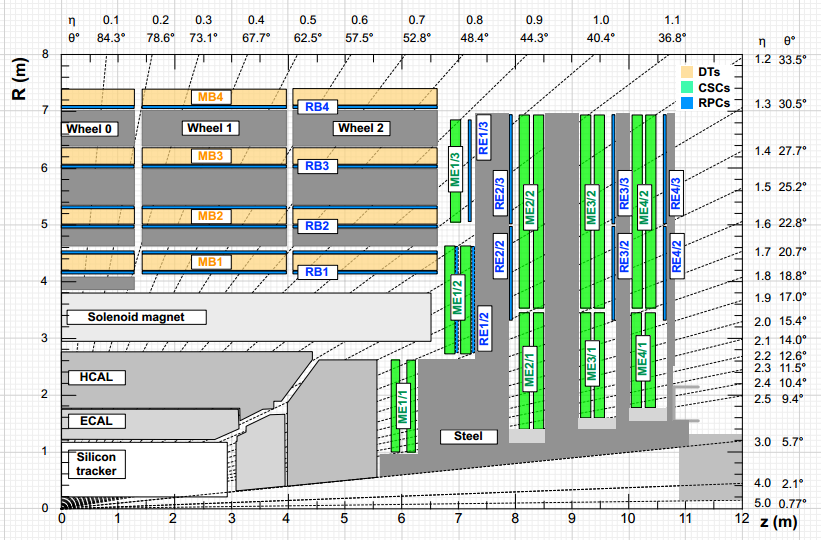 η 0.1 0.2 0.3 0.4 0.5 0.6 0.7 0.8 0.9 1.0 1.1
θ° 84.3° 78.6° 73.1° 67.7° 62.5° 57.5° 52.8° 48.4° 44.3° 40.4° 36.8° η θ°
R (m)
8 7 6 5 4 3 2 1 0
1.2 33.5°
1.3 30.5°
1.4 27.7°
1.5 25.2°
1.6 22.8°
1.7 20.7°
1.8 18.8°
1.9 17.0°
2.0 15.4°
2.1 14.0°
2.2 12.6°
2.3 11.5°
2.4 10.4°
2.5 9.4°
3.0 5.7°
4.0 2.1°
5.0 0.77°
DTs
CSCs
RPCs
MB4
RB4
Wheel 0 Wheel 1 Wheel 2
MB3
RB3
MB2
RB2
MB1
RB1
Solenoid magnet
HCAL
ECAL
Silicon
tracker
Steel
ME1/3
RE1/3
ME1/2
RE1/2
ME1/1
RE2/3
RE2/2
ME2/2
ME2/1
ME3/2
ME3/1
RE3/3
RE3/2
ME4/2
ME4/1
RE4/3
RE4/2
0 1 2 3 4 5 6 7 8 9 10 11 12
z (m)